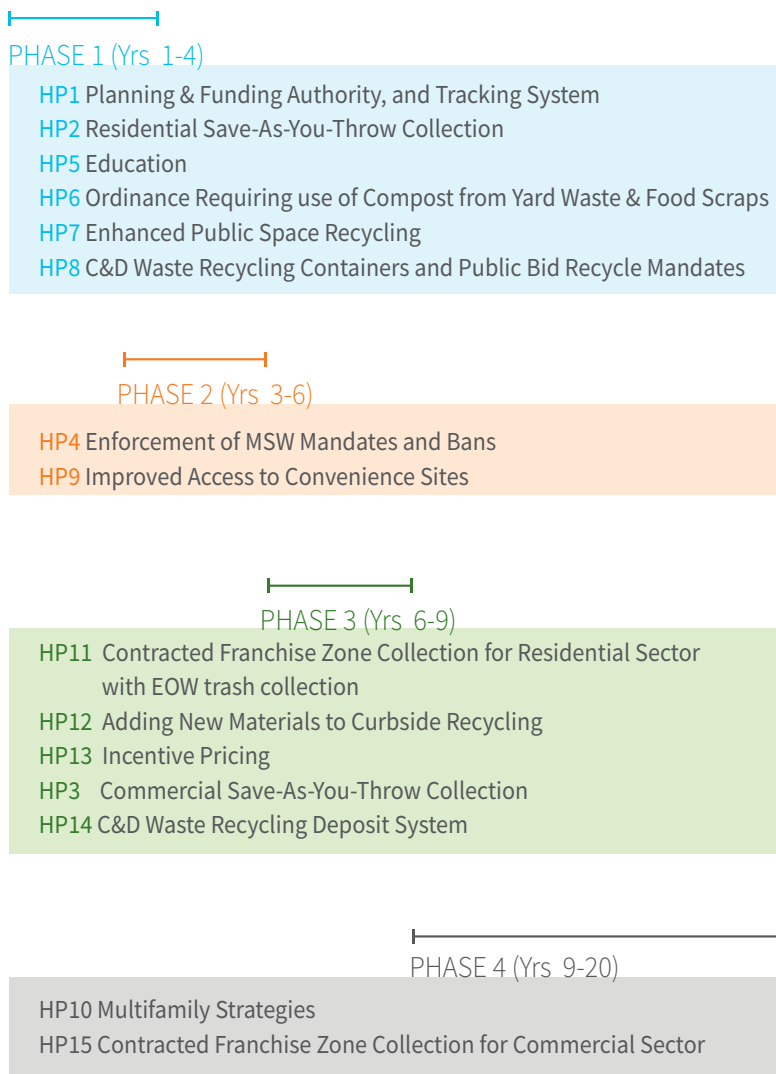 PHASE 1 (Yrs 1-4)
HP1 Planning & Funding Authority, and Tracking System
HP2 Residential Save-As-You-Throw Collection
HP5 Education
HP6 Ordinance Requiring use of Compost from Yard Waste & Food Scraps
HP7 Enhanced Public Space Recycling
HP8 C&D Waste Recycling Containers and Public Bid Recycle Mandates
PHASE 2 (Yrs 3-6)
HP4 Enforcement of MSW Mandates and Bans
HP9 Improved Access to Convenience Sites
PHASE 3 (Yrs 6-9)
HP11 Contracted Franchise Zone Collection for Residential Sector
with EOW trash collection
HP12 Adding New Materials to Curbside Recycling
HP13 Incentive Pricing
HP3 Commercial Save-As-You-Throw Collection
HP14 C&D Waste Recycling Deposit System
PHASE 4 (Yrs 9-20)
HP10 Multifamily Strategies
HP15 Contracted Franchise Zone Collection for Commercial Sector